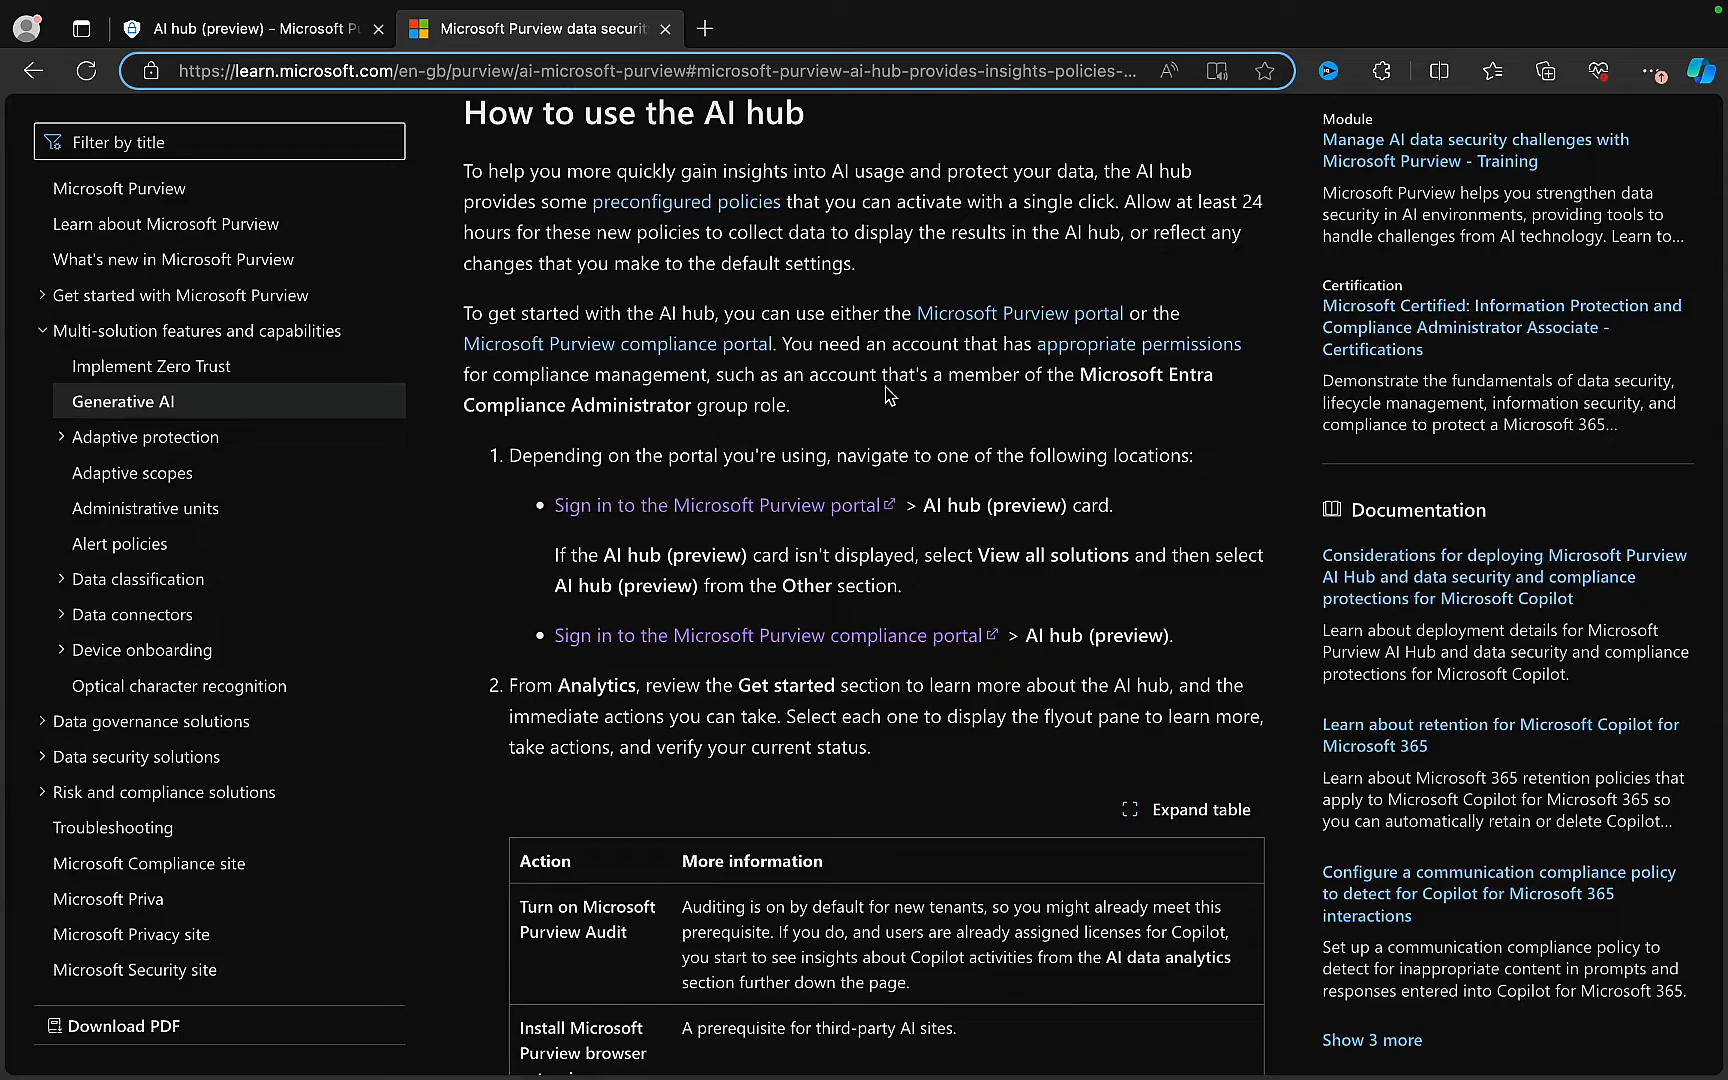 AI hub (preview) - Microsoft Pu
Microsoft Purview data securit
https://learn.microsoft.com/en-gb/purview/ai-microsoft-purview#microsoft-purview-ai-hub-provides-insights-policies-...
Filter by title
Microsoft Purview
Learn about Microsoft Purview
What's new in Microsoft Purview
Get started with Microsoft Purview
Multi-solution features and capabilities
Implement Zero Trust
Generative AI
Adaptive protection
Adaptive scopes
Administrative units
Alert policies
Data classification
Data connectors
Device onboarding
Optical character recognition
Data governance solutions
Data security solutions
Risk and compliance solutions
Troubleshooting
Microsoft Compliance site
Microsoft Priva
Microsoft Privacy site
Microsoft Security site
Download PDF
How to use the AI hub
To help you more quickly gain insights into AI usage and protect your data, the AI hub
provides some preconfigured policies that you can activate with a single click. Allow at least 24
hours for these new policies to collect data to display the results in the AI hub, or reflect any
changes that you make to the default settings.
To get started with the AI hub, you can use either the Microsoft Purview portal or the
Microsoft Purview compliance portal. You need an account that has appropriate permissions
for compliance management, such as an account that's a member of the Microsoft Entra
Compliance Administrator group role.
1. Depending on the portal you're using, navigate to one of the following locations:
• Sign in to the Microsoft Purview portal > AI hub (preview) card.
If the AI hub (preview) card isn't displayed, select View all solutions and then select
AI hub (preview) from the Other section.
• Sign in to the Microsoft Purview compliance portal > AI hub (preview).
2. From Analytics, review the Get started section to learn more about the AI hub, and the
immediate actions you can take. Select each one to display the flyout pane to learn more,
take actions, and verify your current status.
Expand table
Action
More information
Turn on Microsoft
Purview Audit
Auditing is on by default for new tenants, so you might already meet this
prerequisite. If you do, and users are already assigned licenses for Copilot,
you start to see insights about Copilot activities from the AI data analytics
section further down the page.
Install Microsoft
Purview browser
A prerequisite for third-party AI sites.
Module
Manage AI data security challenges with
Microsoft Purview - Training
Microsoft Purview helps you strengthen data
security in AI environments, providing tools to
handle challenges from AI technology. Learn to...
Certification
Microsoft Certified: Information Protection and
Compliance Administrator Associate -
Certifications
Demonstrate the fundamentals of data security,
lifecycle management, information security, and
compliance to protect a Microsoft 365...
Documentation
Considerations for deploying Microsoft Purview
AI Hub and data security and compliance
protections for Microsoft Copilot
Learn about deployment details for Microsoft
Purview AI Hub and data security and compliance
protections for Microsoft Copilot.
Learn about retention for Microsoft Copilot for
Microsoft 365
Learn about Microsoft 365 retention policies that
apply to Microsoft Copilot for Microsoft 365 so
you can automatically retain or delete Copilot...
Configure a communication compliance policy
to detect for Copilot for Microsoft 365
interactions
Set up a communication compliance policy to
detect for inappropriate content in prompts and
responses entered into Copilot for Microsoft 365.
Show 3 more